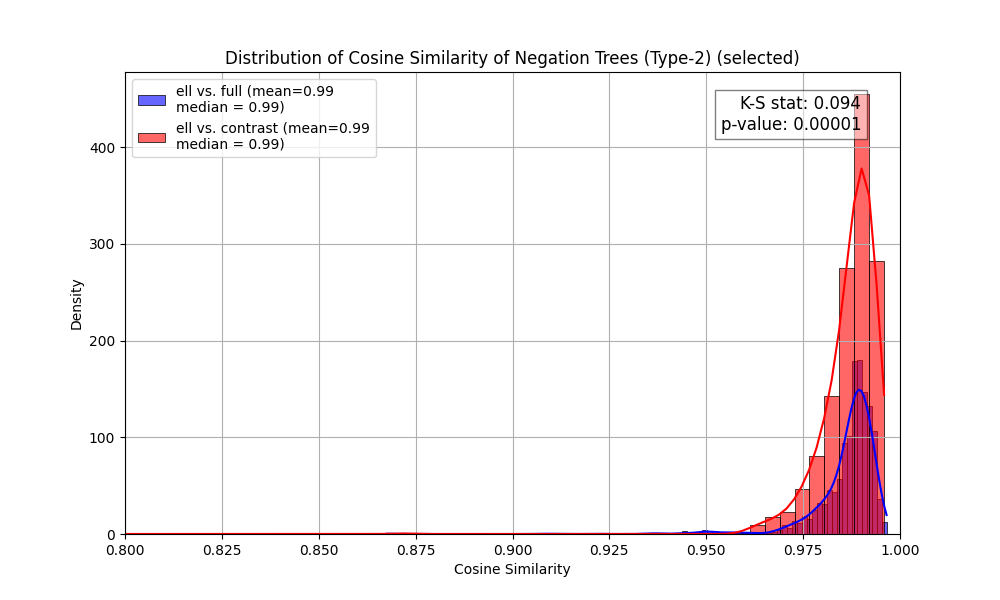 Distribution of Cosine Similarity of Negation Trees (Type-2) (selected)
ell vs. full (mean=0.99
median = 0.99)
ell vs. contrast (mean=0.99
median = 0.99)
K-S stat: 0.094
p-value: 0.00001
Density
400
300
200
100
0
0.800 0.825 0.850 0.875 0.900 0.925 0.950 0.975 1.000
Cosine Similarity